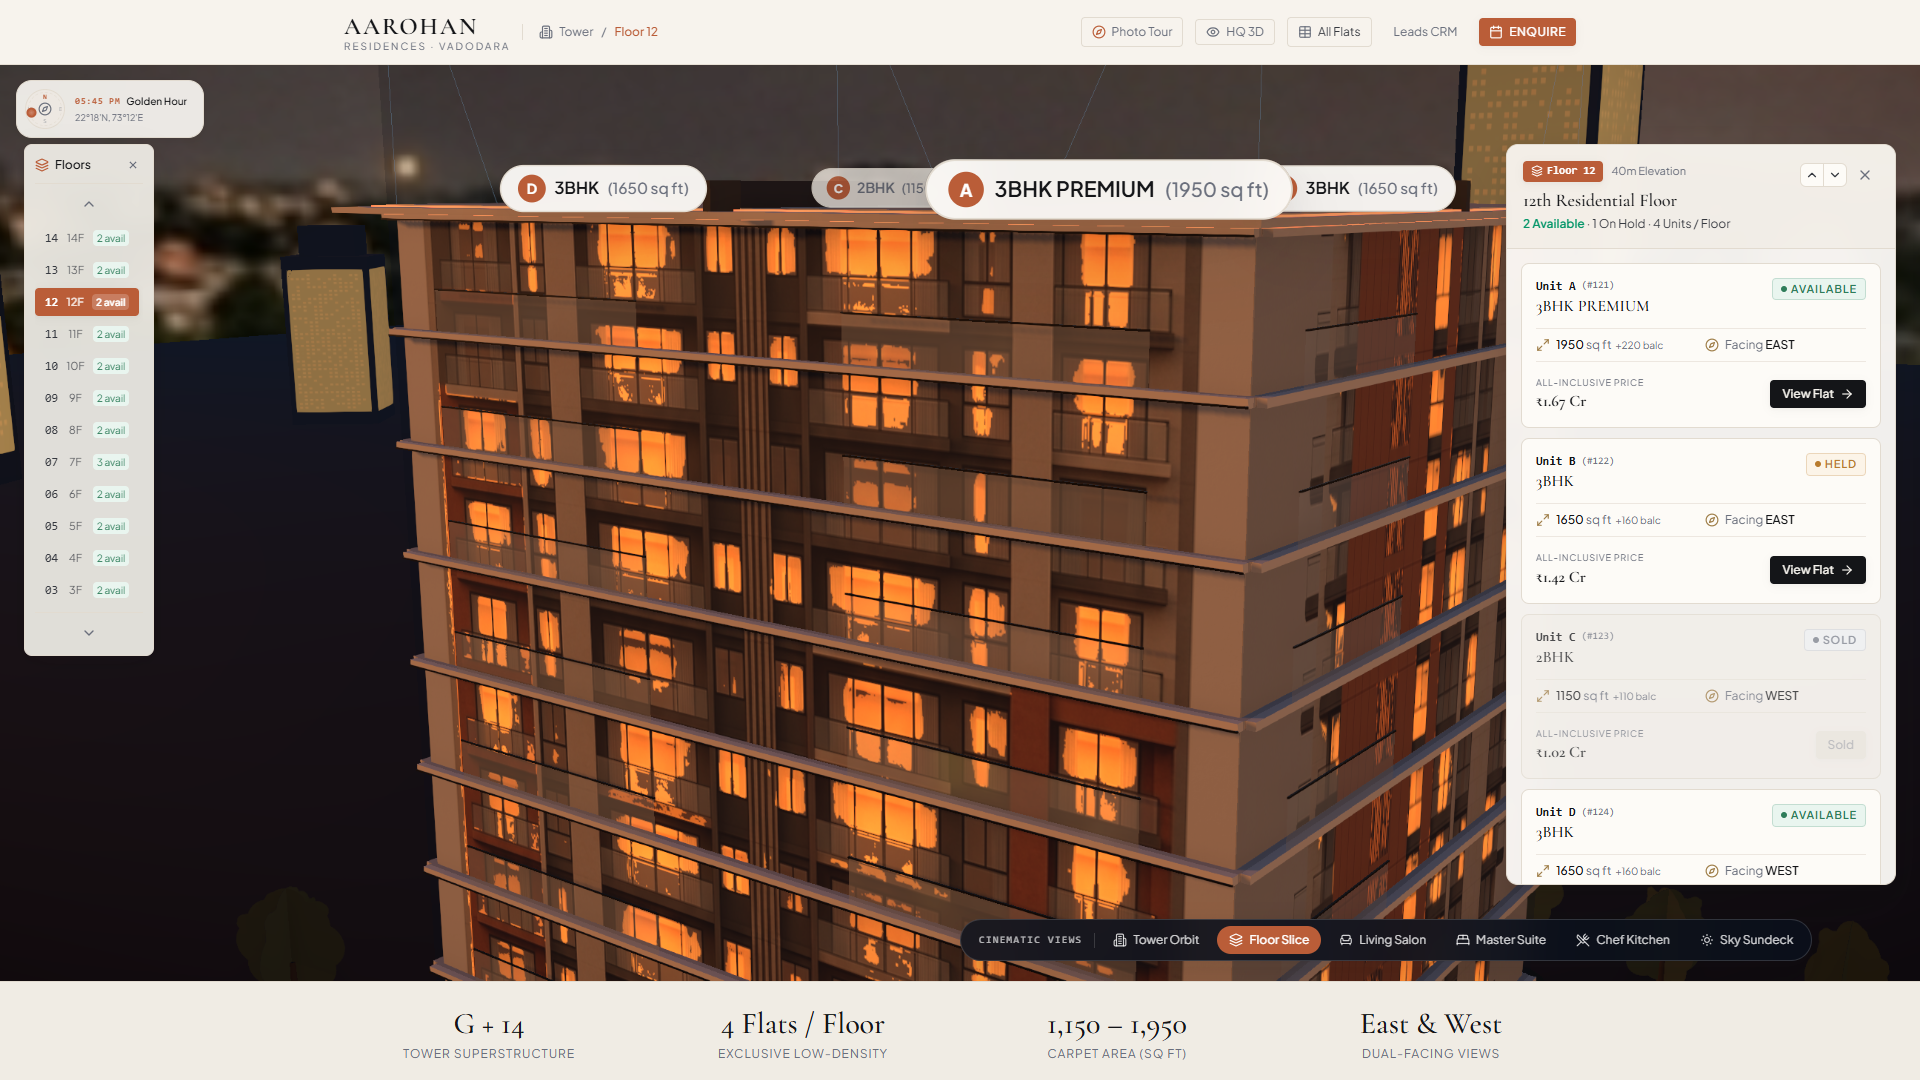 AAROHAN
RESIDENCES · VADODARA
Tower / Floor 12
Photo Tour
HQ 3D
All Flats
Leads CRM
ENQUIRE
05:45 PM Golden Hour
22°18'N, 73°12'E
Floors
14 14F 2 avail
13 13F 2 avail
12 12F 2 avail
11 11F 2 avail
10 10F 2 avail
09 9F 2 avail
08 8F 2 avail
07 7F 3 avail
06 6F 2 avail
05 5F 2 avail
04 4F 2 avail
03 3F 2 avail
D 3BHK (1650 sq ft)
C 2BHK (115
A 3BHK PREMIUM (1950 sq ft)
3BHK (1650 sq ft)
Floor 12 40m Elevation
12th Residential Floor
2 Available · 1 On Hold · 4 Units / Floor
Unit A (#121) AVAILABLE
3BHK PREMIUM
1950 sq ft +220 balc Facing EAST
ALL-INCLUSIVE PRICE
₹1.67 Cr View Flat
Unit B (#122) HELD
3BHK
1650 sq ft +160 balc Facing EAST
ALL-INCLUSIVE PRICE
₹1.42 Cr View Flat
Unit C (#123) SOLD
2BHK
1150 sq ft +110 balc Facing WEST
ALL-INCLUSIVE PRICE
₹1.02 Cr Sold
Unit D (#124) AVAILABLE
3BHK
1650 sq ft +160 balc Facing WEST
CINEMATIC VIEWS Tower Orbit Floor Slice Living Salon Master Suite Chef Kitchen Sky Sundeck
G + 14
TOWER SUPERSTRUCTURE
4 Flats / Floor
EXCLUSIVE LOW-DENSITY
1,150 – 1,950
CARPET AREA (SQ FT)
East & West
DUAL-FACING VIEWS